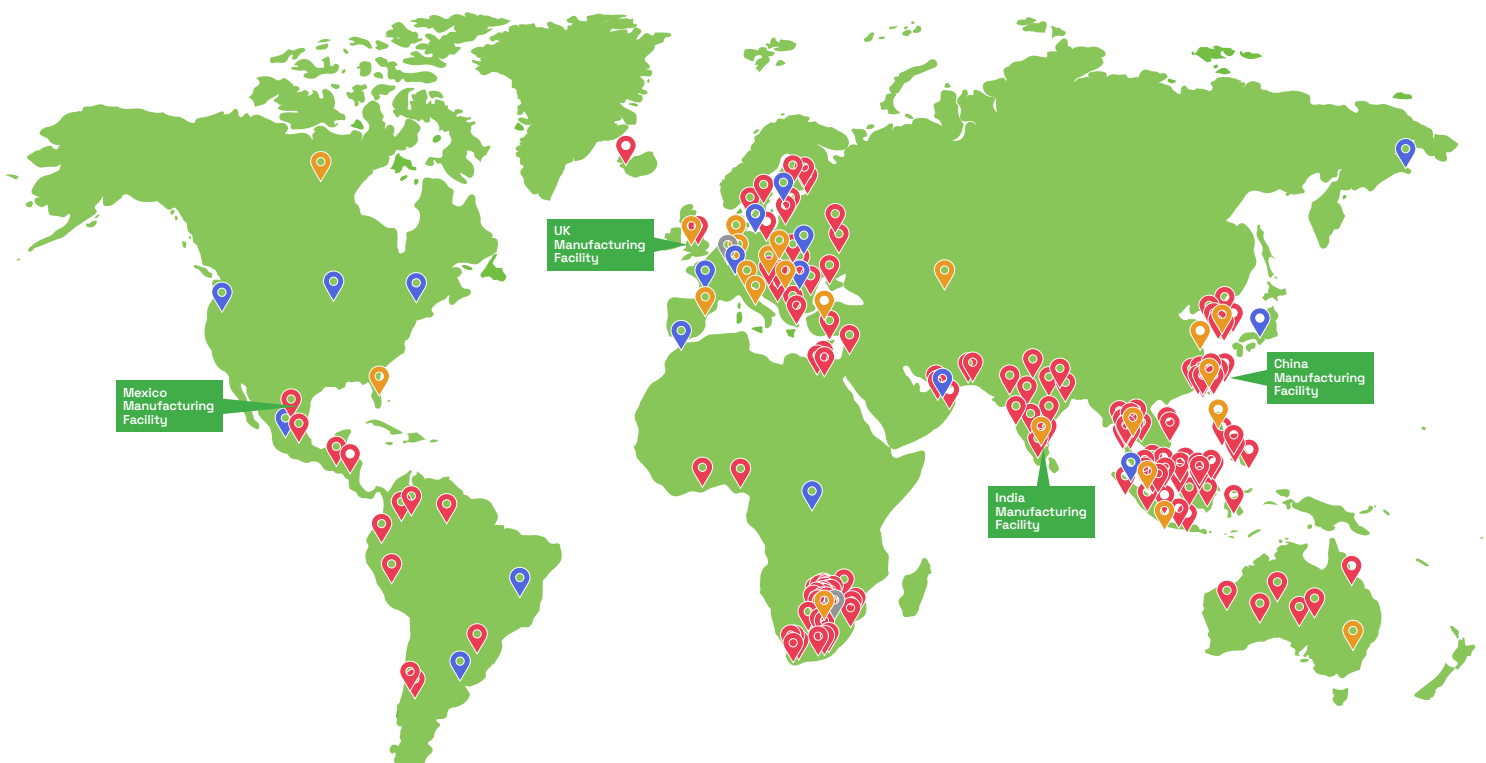 UK
Manufacturing
Facility
China
Manufacturing
Facility
Mexico
Manufacturing
Facility
India
Manufacturing
Facility